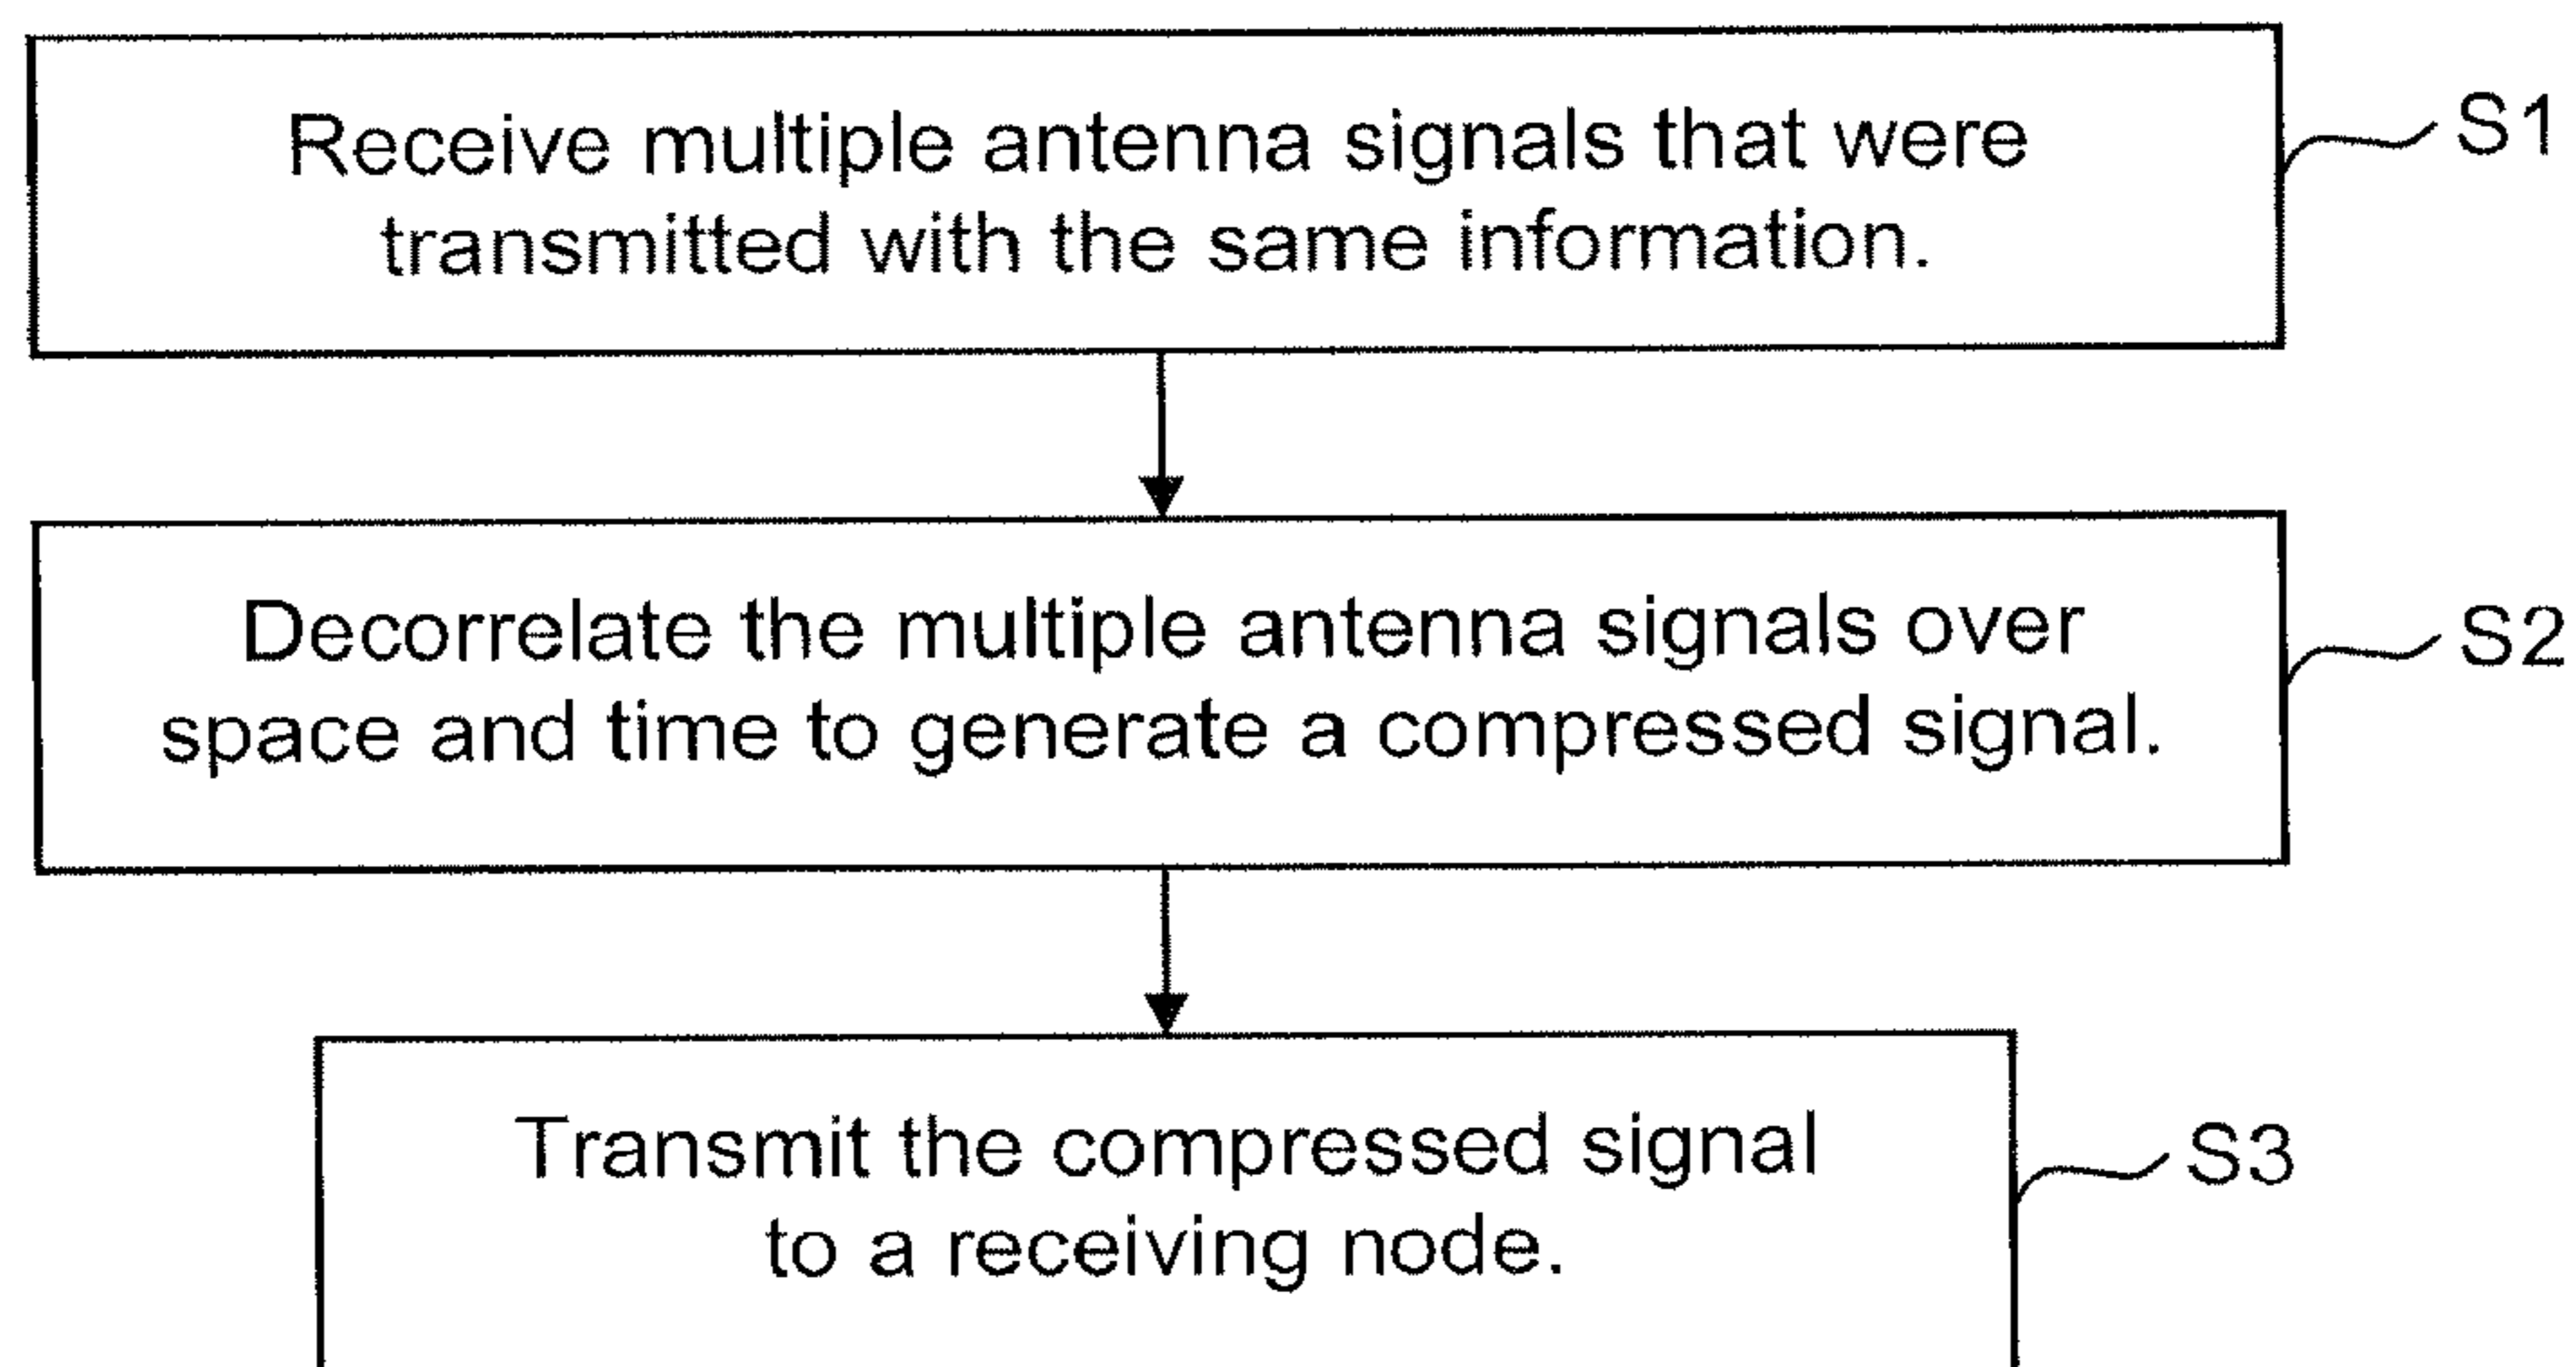 Receive multiple antenna signals that were
transmitted with the same information.
S1
Decorrelate the multiple antenna signals over
space and time to generate a compressed signal.
S2
Transmit the compressed signal
to a receiving node.
S3